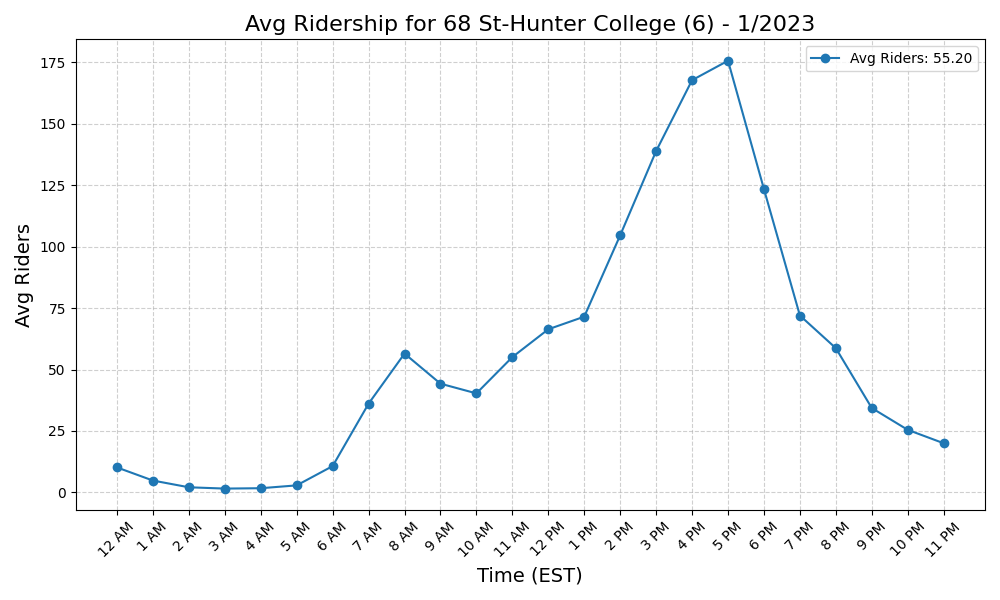 Avg Ridership for 68 St-Hunter College (6) - 1/2023
Avg Riders: 55.20
Avg Riders
175
150
125
100
75
50
25
0
12 AM
1 AM
2 AM
3 AM
4 AM
5 AM
6 AM
7 AM
8 AM
9 AM
10 AM
11 AM
12 PM
1 PM
2 PM
3 PM
4 PM
5 PM
6 PM
7 PM
8 PM
9 PM
10 PM
11 PM
Time (EST)